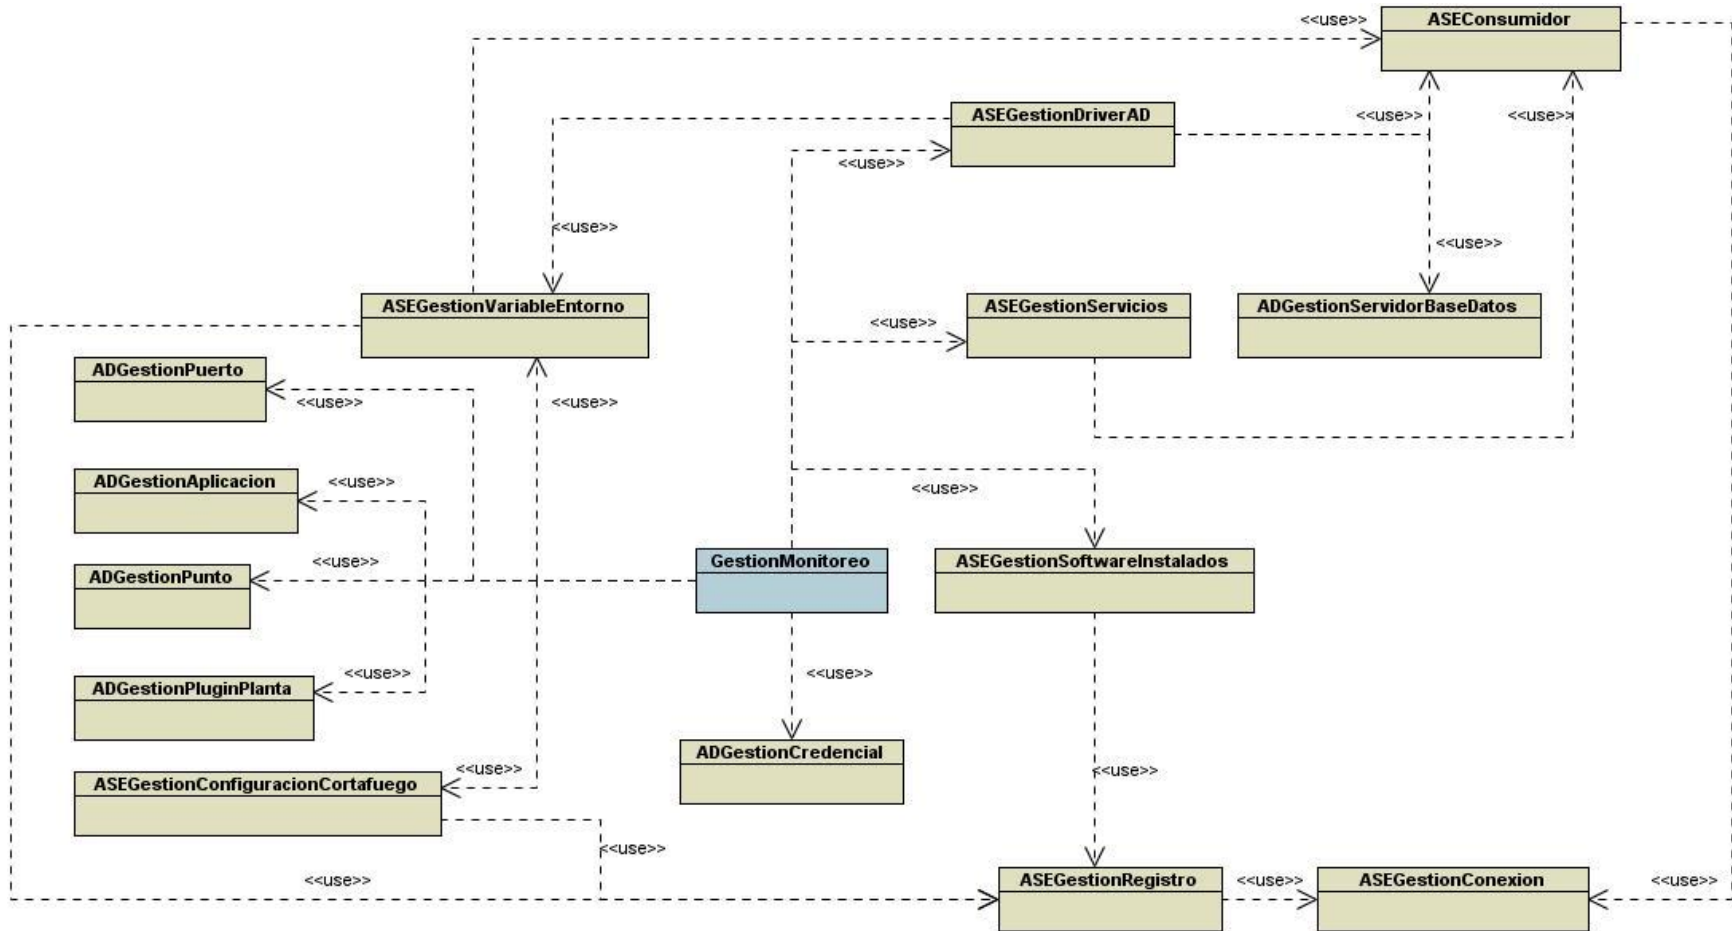 <<use>>
ASEConsumidor
ASEGestionDriverAD
<<use>>
<<use>>
<<use>>
<<use>>
<<use>>
ASEGestionVariableEntorno
ASEGestionServicios
ADGestionServidorBaseDatos
<<use>>
ADGestionPuerto
<<use>>
<<use>>
ADGestionAplicacion
<<use>>
<<use>>
GestionMonitoreo
ASEGestionSoftwareInstalados
ADGestionPunto
<<use>>
ADGestionPluginPlanta
<<use>>
<<use>>
ADGestionCredencial
ASEGestionConfiguracionCortafuego
<<use>>
<<use>>
<<use>>
<<use>>
ASEGestionRegistro
<<use>>
ASEGestionConexion
<<use>>